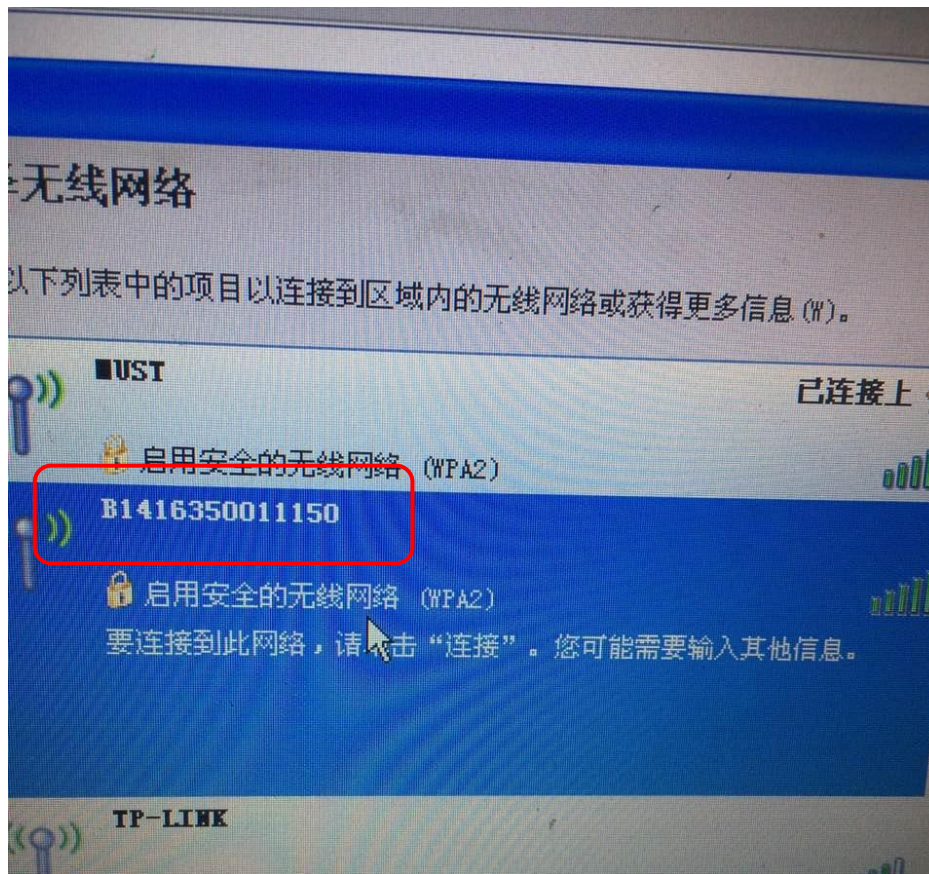 无线网络
以下列表中的项目以连接到区域内的无线网络或获得更多信息(W)。
■UST
已连接上
启用安全的无线网络 (WPA2)
B1416350011150
启用安全的无线网络 (WPA2)
要连接到此网络，请击“连接”。您可能需要输入其他信息。
TP-LINK